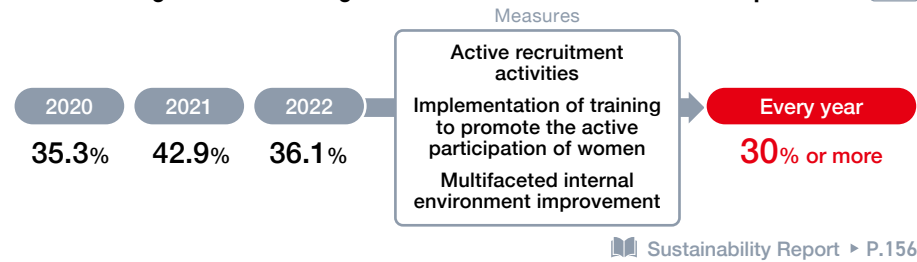 Measures
Active recruitment
activities
Implementation of training
to promote the active
participation of women
Multifaceted internal
environment improvement
2020
2021
2022
Every year
35.3%
42.9%
36.1%
30% or more
Sustainability Report ▸ P.156